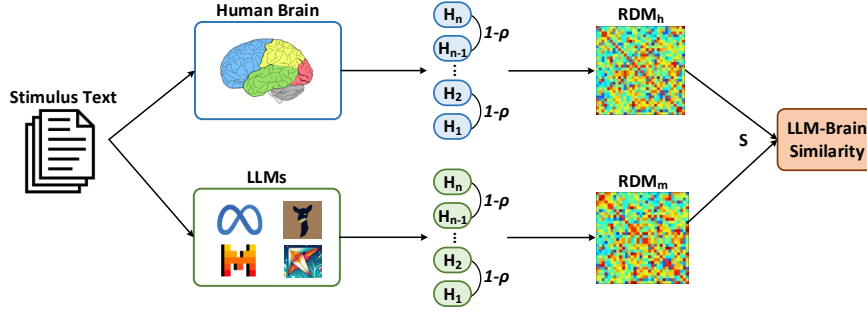 Stimulus Text
Human Brain
LLMs
Hn
Hn-1
1-ρ
⋮
H2
H1
1-ρ
Hn
Hn-1
1-ρ
⋮
H2
H1
1-ρ
RDMh
RDMm
S
LLM-Brain
Similarity